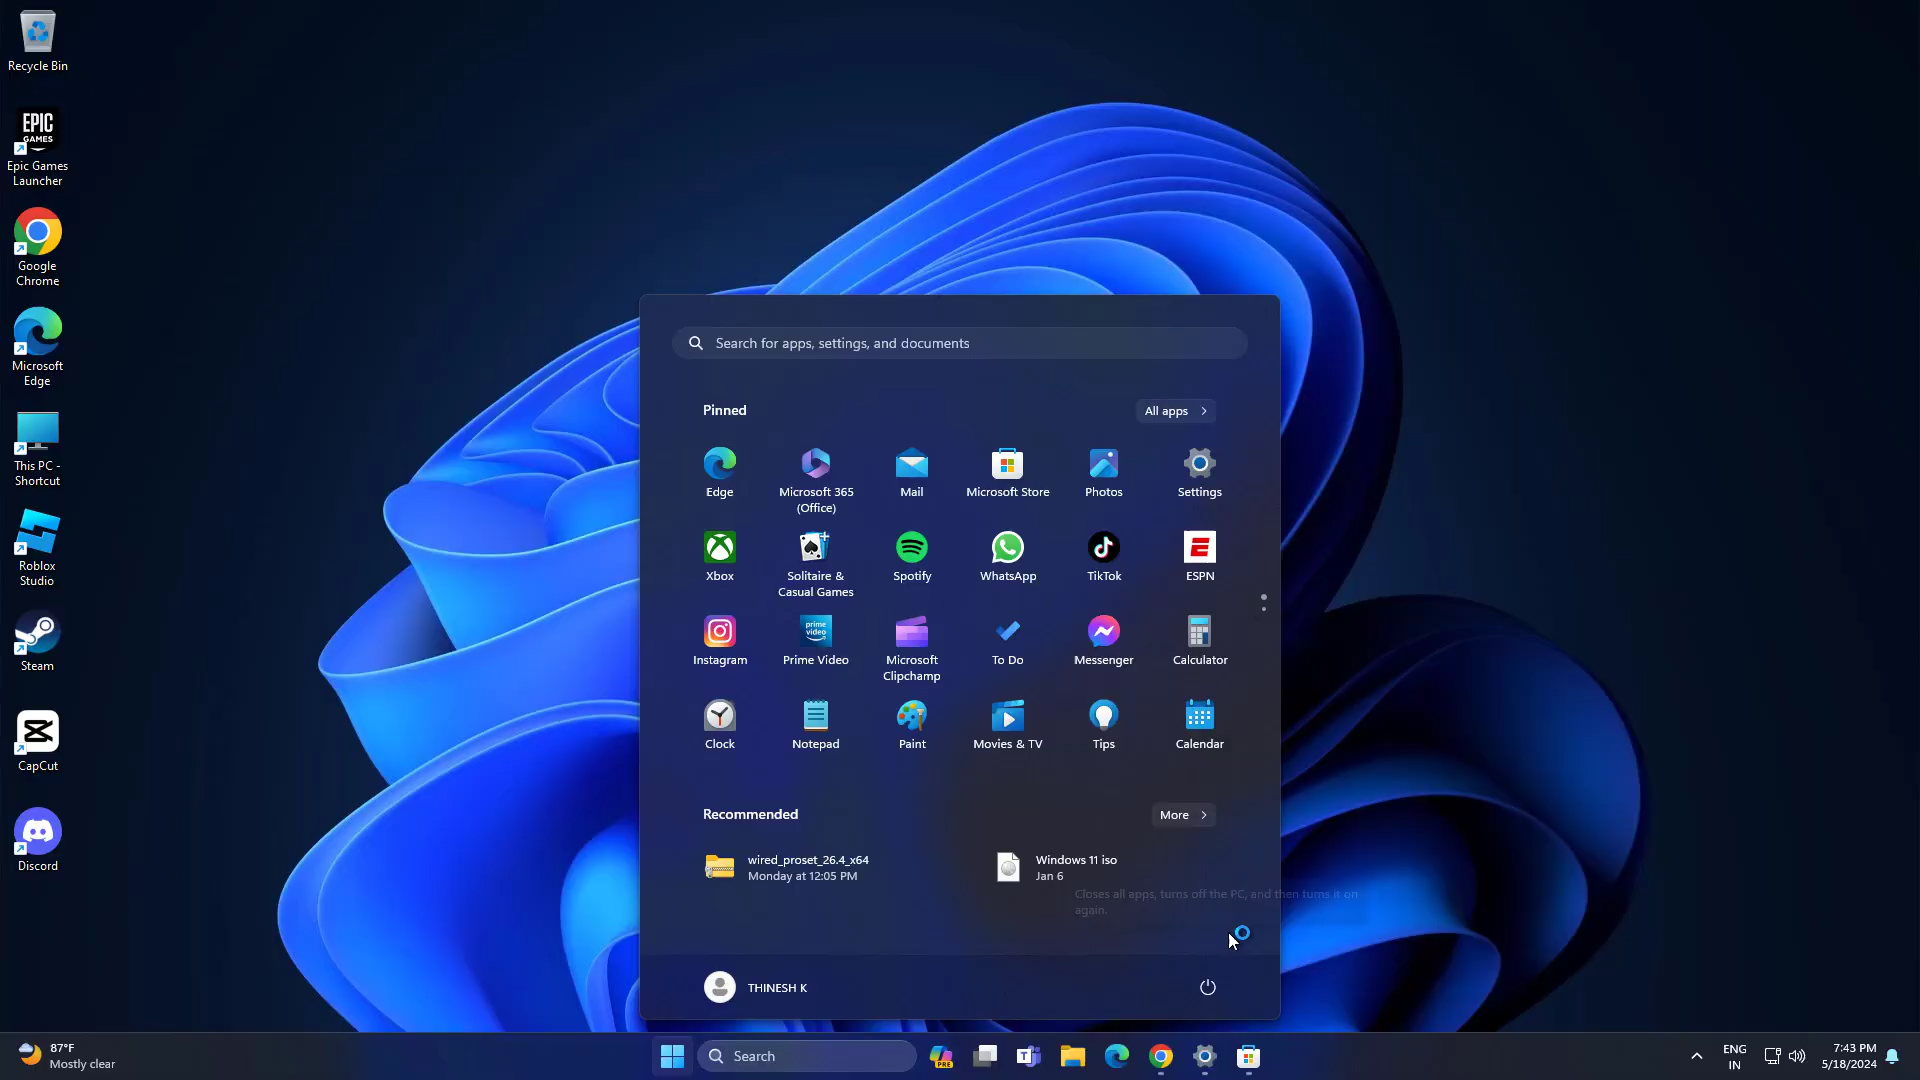 Recycle Bin
EPIC
GAMES
Epic Games
Launcher
Google
Chrome
Microsoft
Edge
This PC -
Shortcut
Roblox
Studio
Steam
CapCut
Discord
Search for apps, settings, and documents
Pinned
All apps
Edge
Microsoft 365
(Office)
Mail
Microsoft Store
Photos
Settings
Xbox
Solitaire &
Casual Games
Spotify
WhatsApp
TikTok
ESPN
Instagram
prime
video
Prime Video
Microsoft
Clipchamp
To Do
Messenger
Calculator
Clock
Notepad
Paint
Movies & TV
Tips
Calendar
Recommended
More
wired_proset_26.4_x64
Monday at 12:05 PM
Windows 11 iso
Jan 6
Closes all apps, turns off the PC, and then turns it on
again.
THINESH K
87°F
Mostly clear
Search
PRE
ENG
IN
7:43 PM
5/18/2024